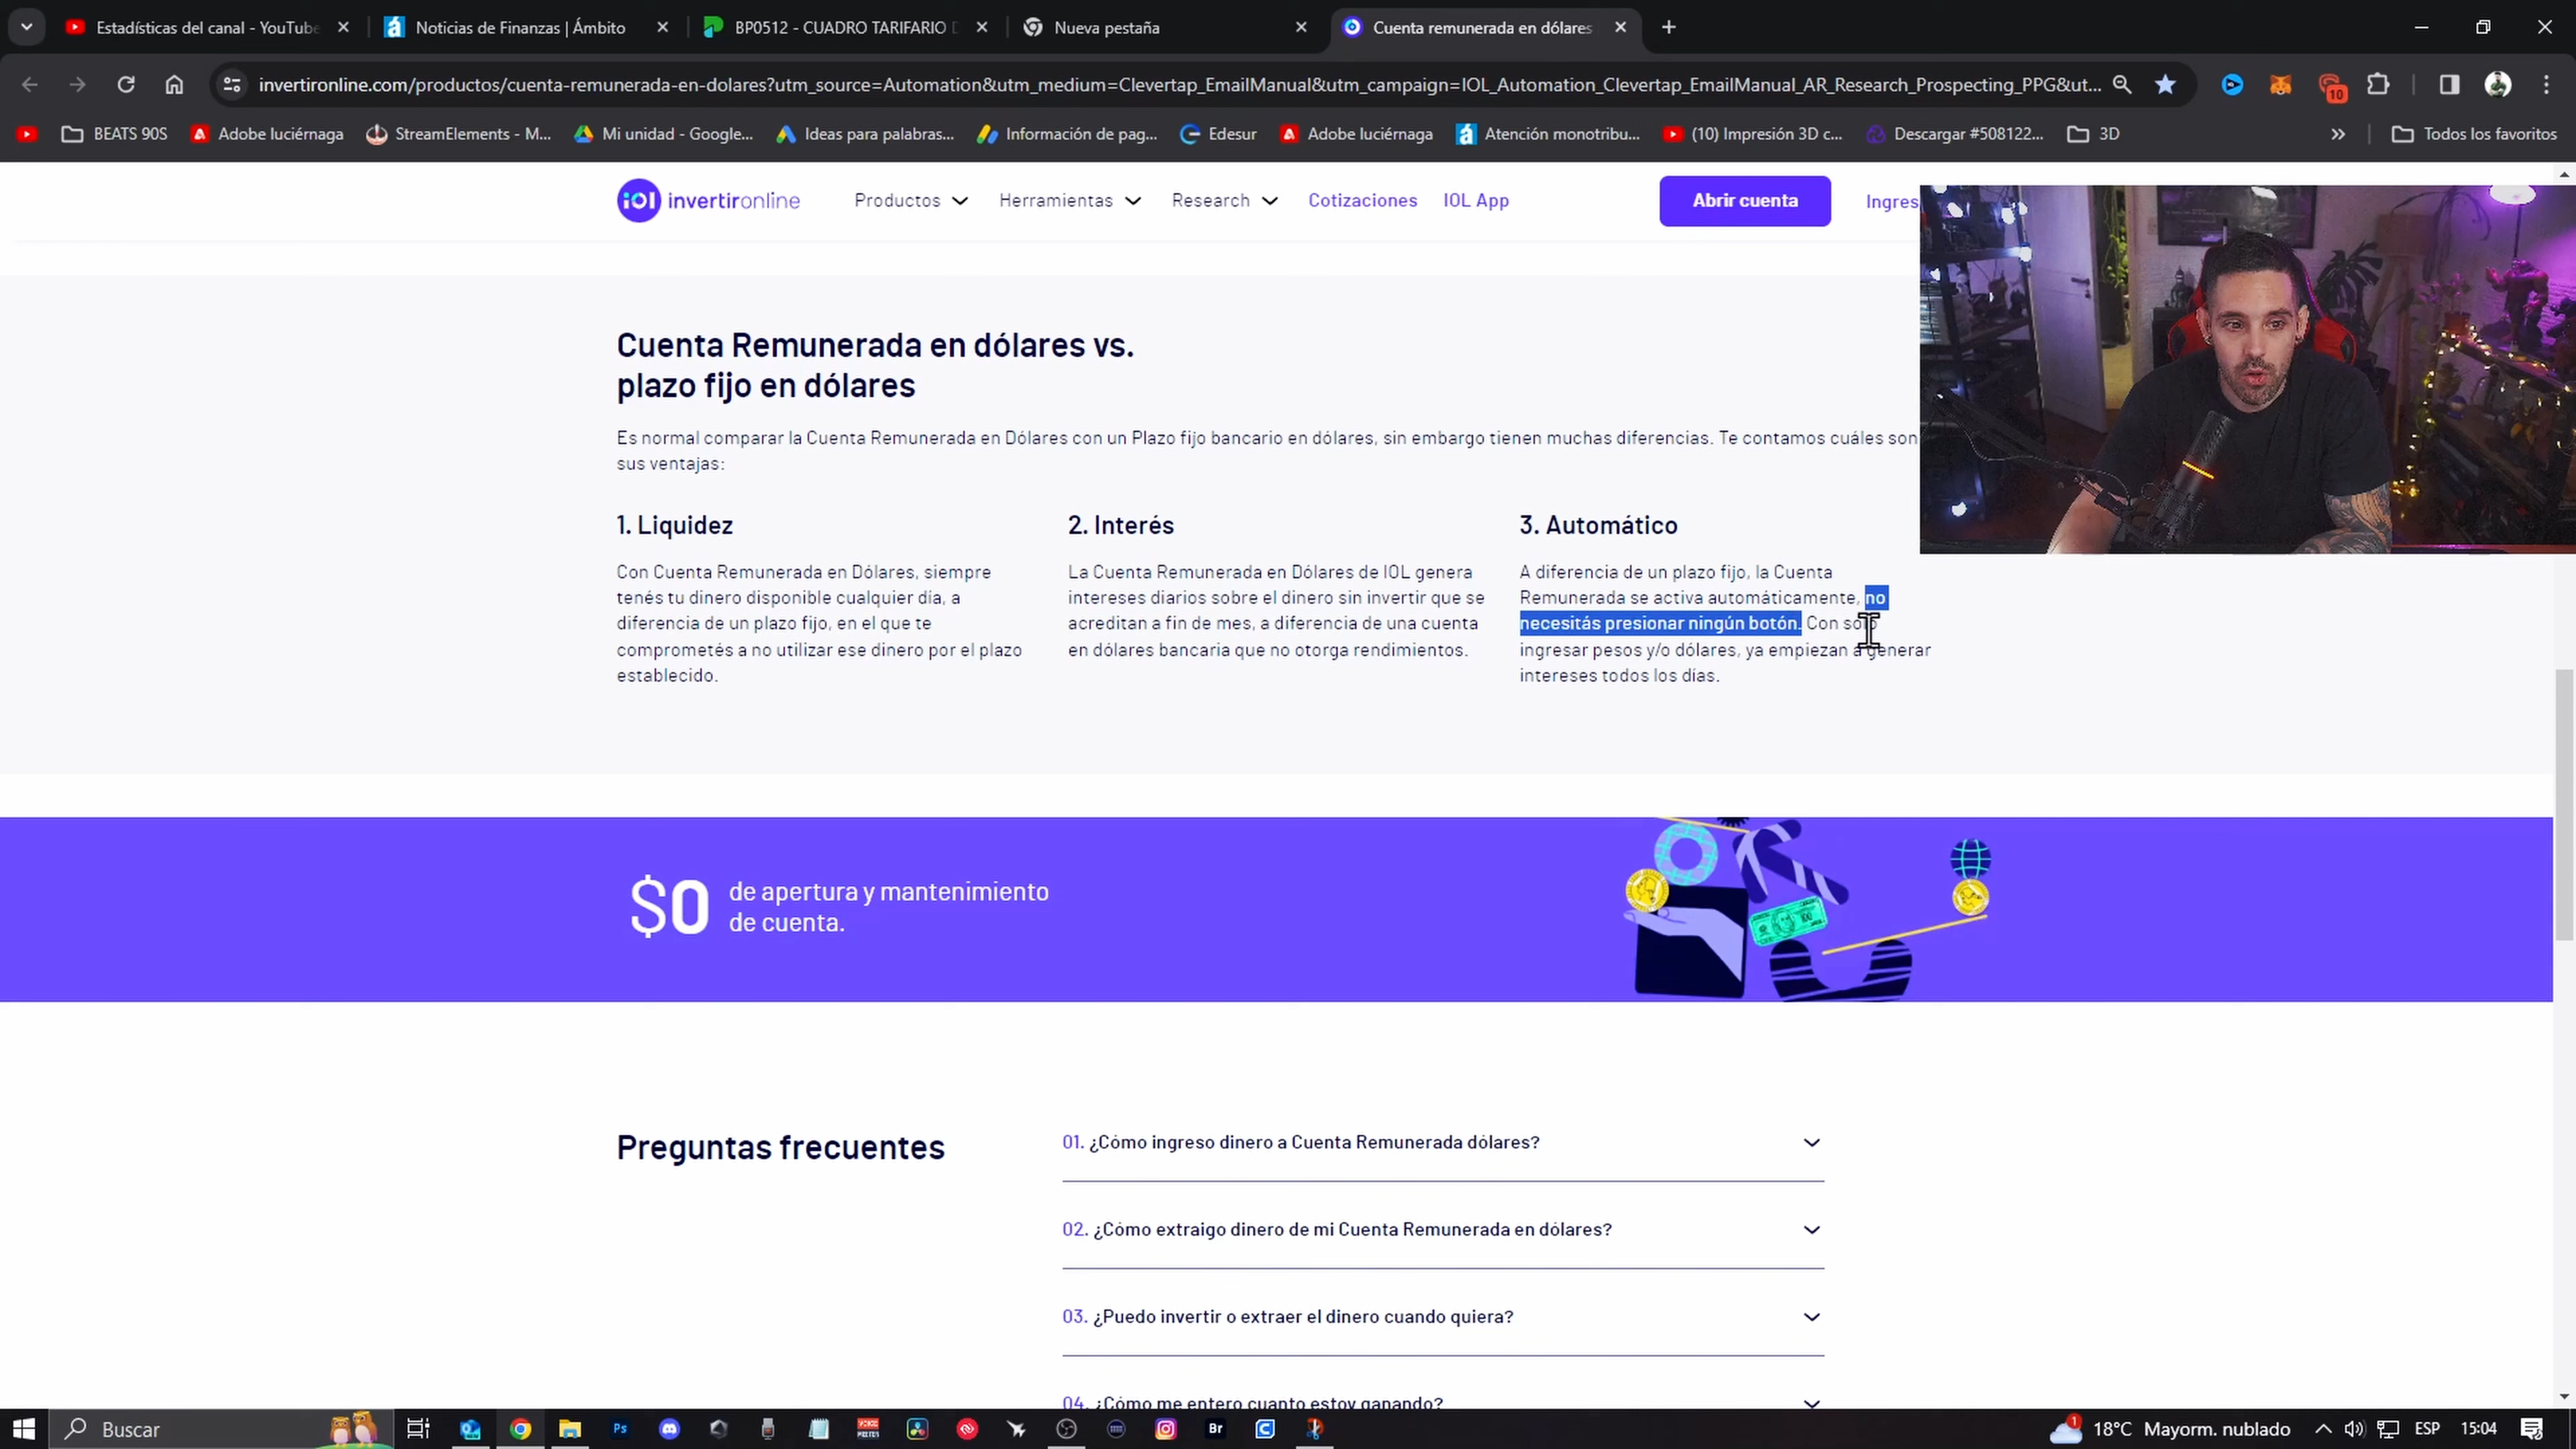 Estadísticas del canal - YouTube
Noticias de Finanzas | Ámbito
BP0512 - CUADRO TARIFARIO D
Nueva pestaña
Cuenta remunerada en dólares
invertironline.com/productos/cuenta-remunerada-en-dolares?utm_source=Automation&utm_medium=Clevertap_EmailManual&utm_campaign=IOL_Automation_Clevertap_EmailManual_AR_Research_Prospecting_PPG&ut...
10
BEATS 90S
Adobe luciérnaga
StreamElements - M...
Mi unidad - Google...
Ideas para palabras...
Información de pag...
Edesur
Adobe luciérnaga
Atención monotribu...
(10) Impresión 3D c...
Descargar #508122...
3D
Todos los favoritos
iOl invertironline
Productos
Herramientas
Research
Cotizaciones
IOL App
Abrir cuenta
Ingres
Cuenta Remunerada en dólares vs.
plazo fijo en dólares
Es normal comparar la Cuenta Remunerada en Dólares con un Plazo fijo bancario en dólares, sin embargo tienen muchas diferencias. Te contamos cuáles son
sus ventajas:
1. Liquidez
Con Cuenta Remunerada en Dólares, siempre
tenés tu dinero disponible cualquier día, a
diferencia de un plazo fijo, en el que te
comprometés a no utilizar ese dinero por el plazo
establecido.
2. Interés
La Cuenta Remunerada en Dólares de IOL genera
intereses diarios sobre el dinero sin invertir que se
acreditan a fin de mes, a diferencia de una cuenta
en dólares bancaria que no otorga rendimientos.
3. Automático
A diferencia de un plazo fijo, la Cuenta
Remunerada se activa automáticamente, no
necesitás presionar ningún botón. Con solo
ingresar pesos y/o dólares, ya empiezan a generar
intereses todos los días.
$0
de apertura y mantenimiento
de cuenta.
100
Preguntas frecuentes
01. ¿Cómo ingreso dinero a Cuenta Remunerada dólares?
02. ¿Cómo extraigo dinero de mi Cuenta Remunerada en dólares?
03. ¿Puedo invertir o extraer el dinero cuando quiera?
04. ¿Cómo me entero cuanto estoy ganando?
Buscar
Ps
Br
1
18°C Mayorm. nublado
ESP
15:04